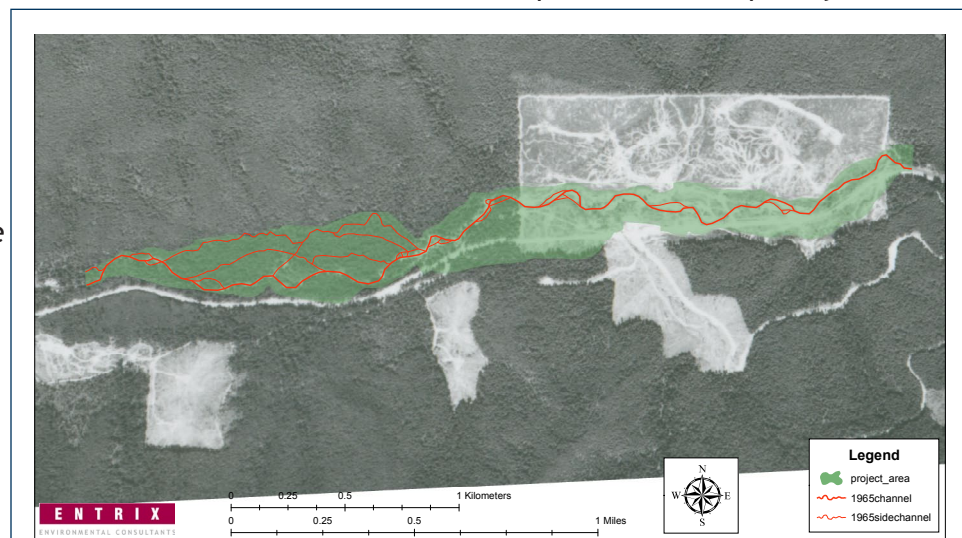 Legend
project_area
1965channel
1965sidechannel
N
W E
S
0 0.25 0.5 1 Kilometers
0 0.25 0.5 1 Miles
ENTRIX
ENVIRONMENTAL CONSULTANTS